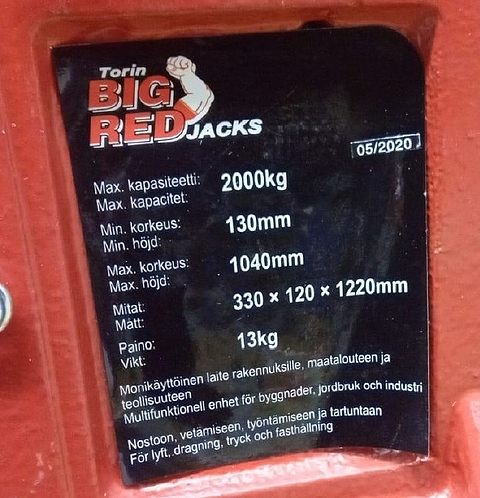 Torin
BIG
RED JACKS
05/2020
Max. kapasiteetti: 2000kg
Max. kapacitet:
Min. korkeus: 130mm
Min. höjd:
Max. korkeus: 1040mm
Max. höjd:
Mitat: 330 × 120 × 1220mm
Mått:
Paino: 13kg
Vikt:
Monikäyttöinen laite rakennuksille, maatalouteen ja
teollisuuteen
Multifunktionell enhet för byggnader, jordbruk och industri
Nostoon, vetämiseen, työntämiseen ja tartuntaan
För lyft, dragning, tryck och fasthållning